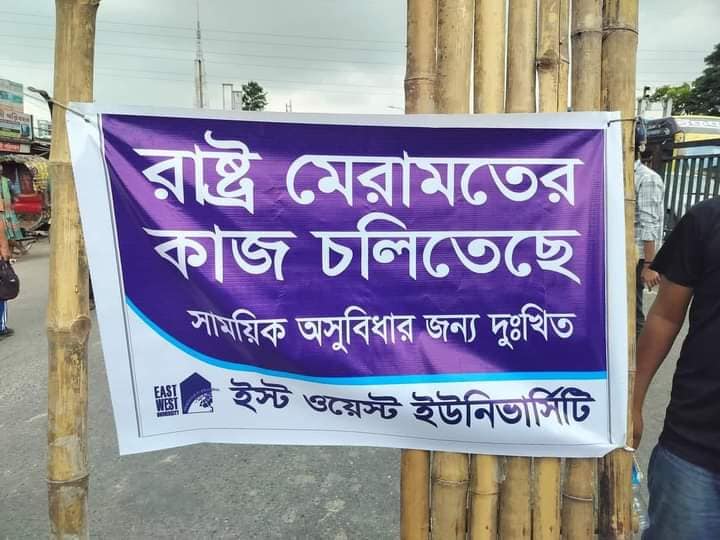 রাষ্ট্র মেরামতের
কাজ চলিতেছে
সাময়িক অসুবিধার জন্য দুঃখিত
EAST
WEST
UNIVERSITY
ইস্ট ওয়েস্ট ইউনিভার্সিটি